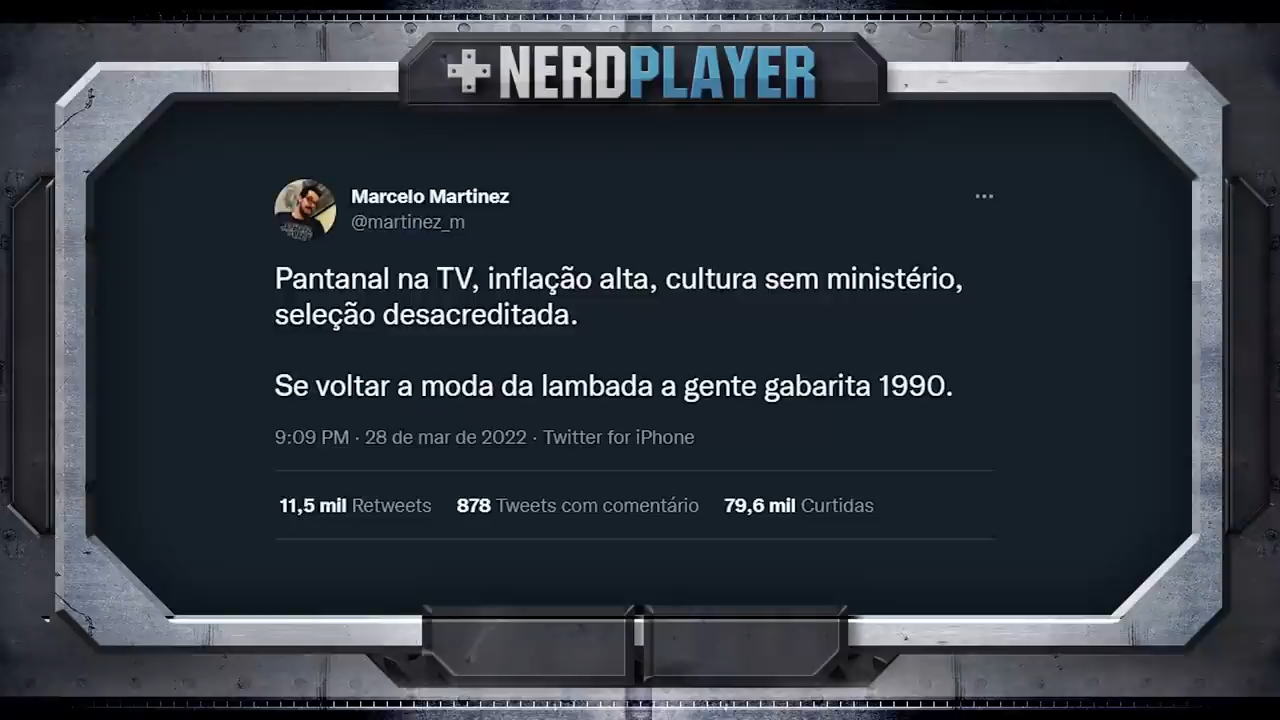 NERDPLAYER
Marcelo Martinez
@martinez_m
Pantanal na TV, inflação alta, cultura sem ministério,
seleção desacreditada.
Se voltar a moda da lambada a gente gabarita 1990.
9:09 PM · 28 de mar de 2022 · Twitter for iPhone
11,5 mil Retweets 878 Tweets com comentário 79,6 mil Curtidas